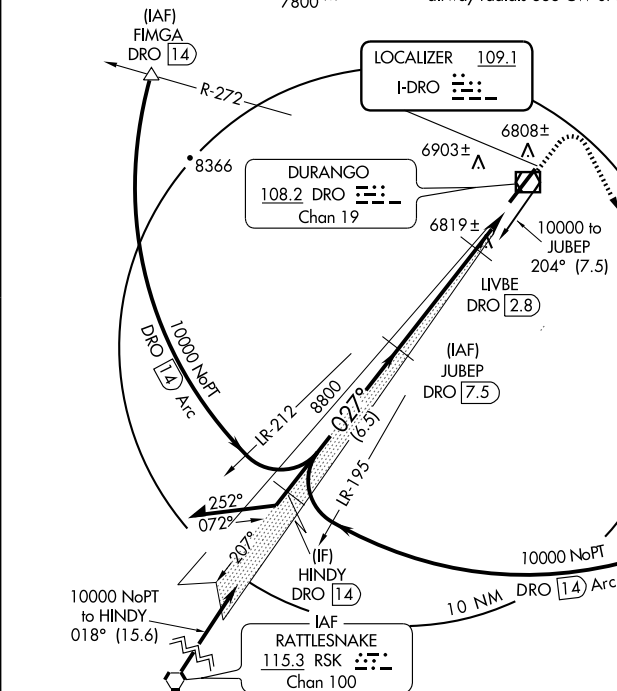 (IAF)
FIMGA
DRO 14
7800
R-272
LOCALIZER 109.1
I-DRO
8366
6903±
6808±
DURANGO
108.2 DRO
Chan 19
6819±
10000 to
JUBEP
204° (7.5)
LIVBE
DRO 2.8
(IAF)
JUBEP
DRO 7.5
10000 NoPT
DRO 14 Arc
LR-212
8800
027°
(6.5)
LR-195
252°
072°
207°
(IF)
HINDY
DRO 14
10000 NoPT
DRO 14 Arc
10 NM
10000 NoPT
to HINDY
018° (15.6)
IAF
RATTLESNAKE
115.3 RSK
Chan 100